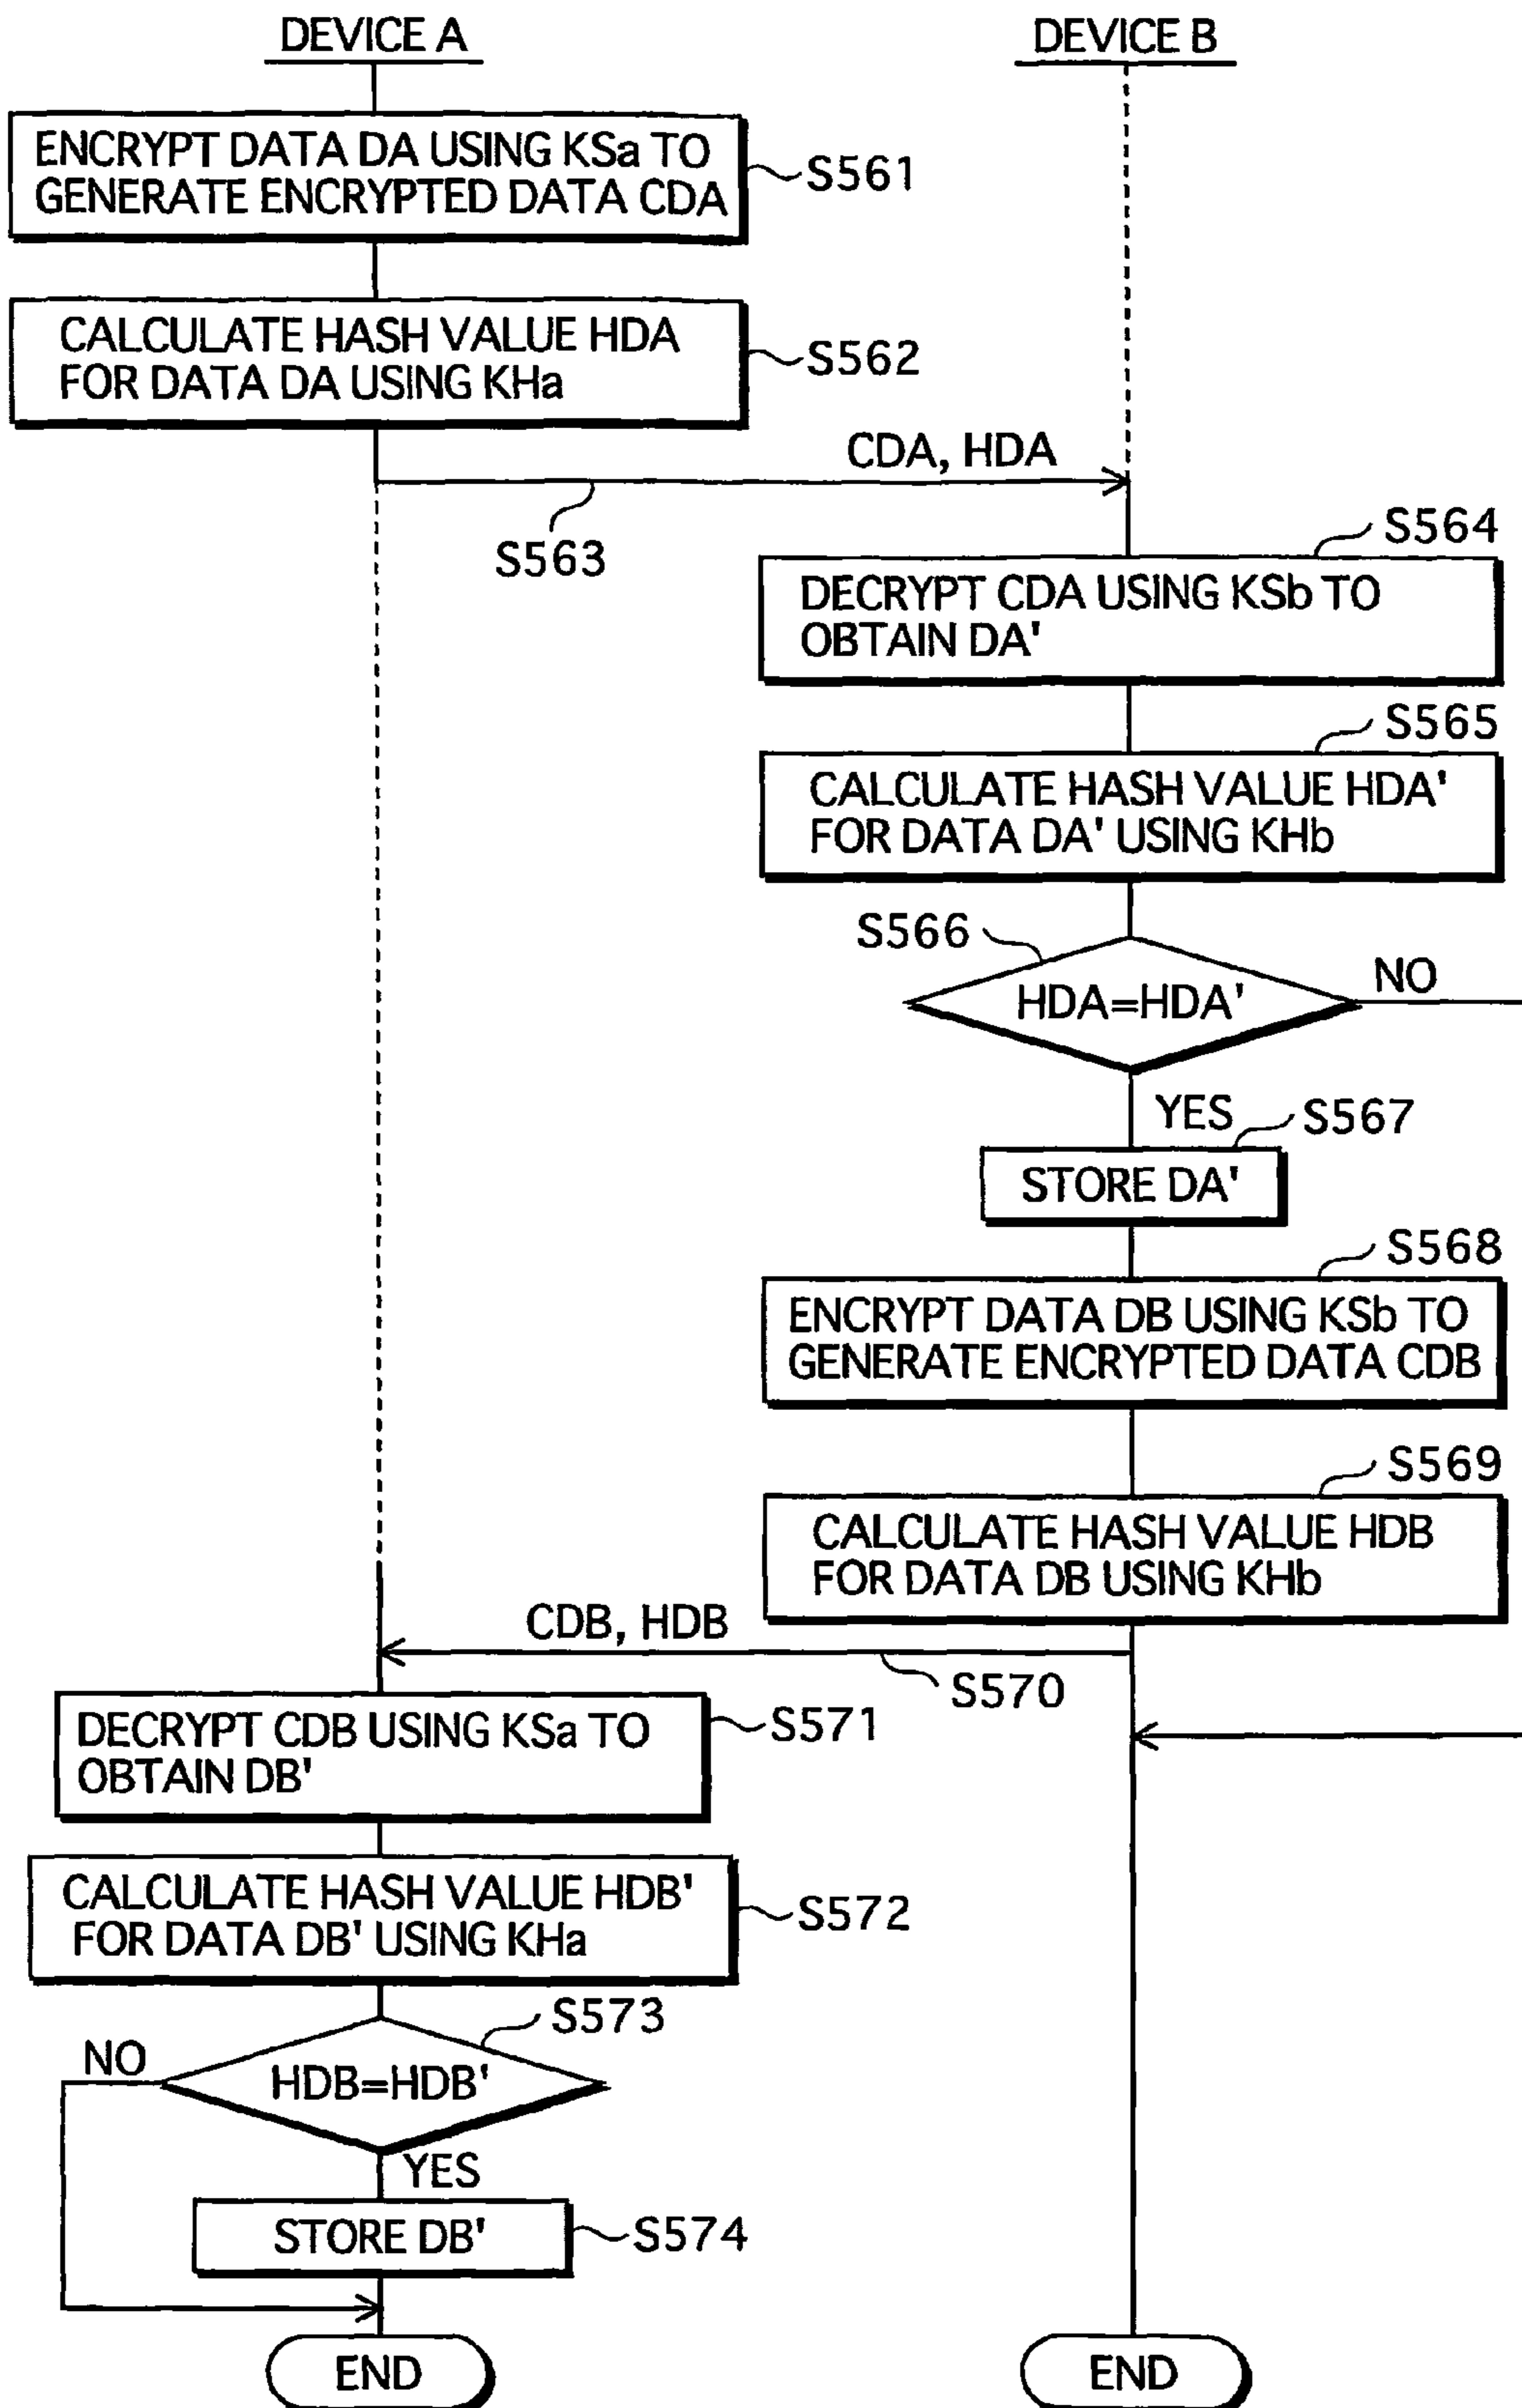 DEVICE A
DEVICE B
ENCRYPT DATA DA USING KSa TO
GENERATE ENCRYPTED DATA CDA
S561
CALCULATE HASH VALUE HDA
FOR DATA DA USING KHa
S562
CDA, HDA
S563
S564
DECRYPT CDA USING KSb TO
OBTAIN DA'
S565
CALCULATE HASH VALUE HDA'
FOR DATA DA' USING KHb
S566
HDA=HDA'
NO
YES
S567
STORE DA'
S568
ENCRYPT DATA DB USING KSb TO
GENERATE ENCRYPTED DATA CDB
S569
CALCULATE HASH VALUE HDB
FOR DATA DB USING KHb
CDB, HDB
S570
DECRYPT CDB USING KSa TO
OBTAIN DB'
S571
CALCULATE HASH VALUE HDB'
FOR DATA DB' USING KHa
S572
S573
NO
HDB=HDB'
YES
STORE DB'
S574
END
END